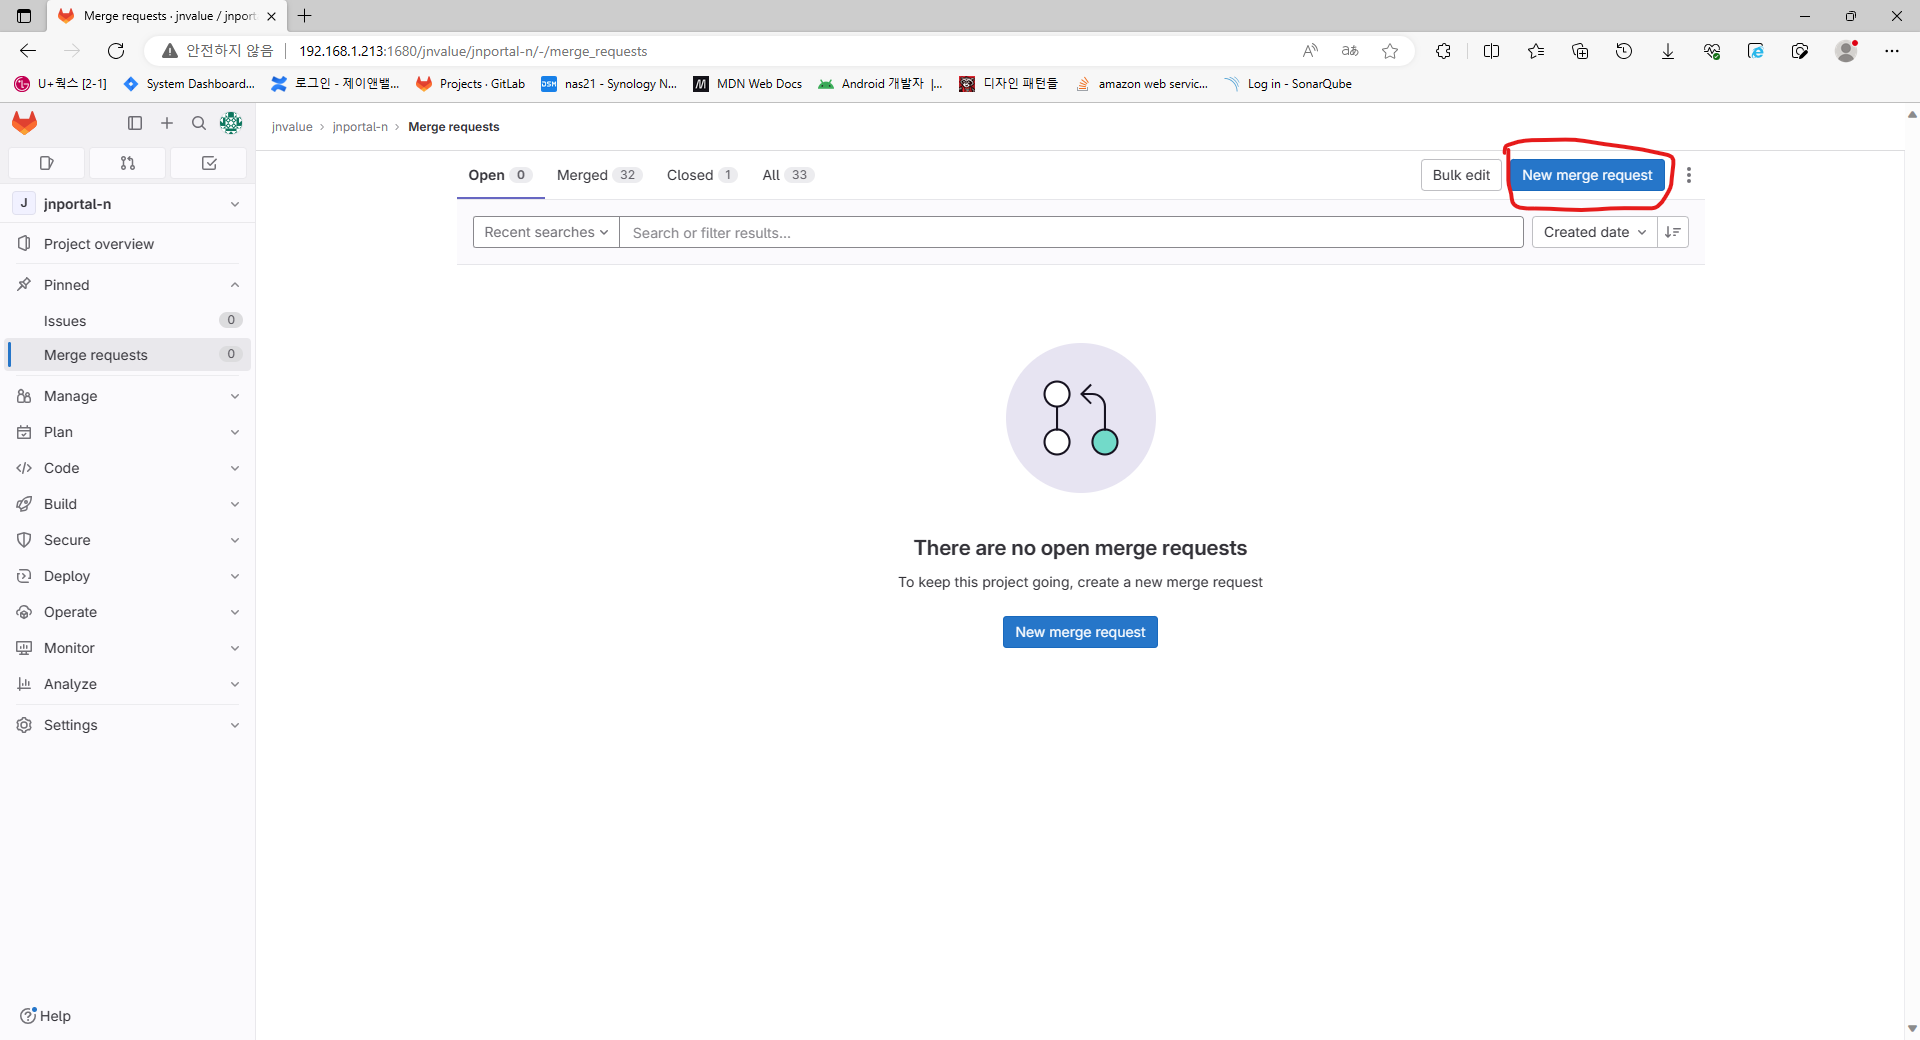 Merge requests · jnvalue / jnport
안전하지 않음
192.168.1.213:1680/jnvalue/jnportal-n/-/merge_requests
U+웍스 [2-1]
System Dashboard...
로그인 - 제이앤밸...
Projects · GitLab
DSM
nas21 - Synology N...
MDN Web Docs
Android 개발자 |...
디자인 패턴들
amazon web servic...
Log in - SonarQube
jnvalue › jnportal-n › Merge requests
Open 0
Merged 32
Closed 1
All 33
Bulk edit
New merge request
J jnportal-n
Recent searches
Search or filter results...
Created date
Project overview
Pinned
Issues 0
Merge requests 0
Manage
Plan
Code
Build
Secure
Deploy
Operate
Monitor
Analyze
Settings
There are no open merge requests
To keep this project going, create a new merge request
New merge request
Help